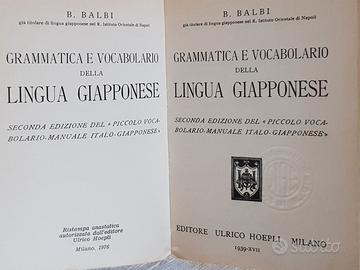 B. BALBI
già titolare di lingua giapponese nel R. Istituto Orientale di Napoli
GRAMMATICA E VOCABOLARIO
DELLA
LINGUA GIAPPONESE
SECONDA EDIZIONE DEL « PICCOLO VOCA-
BOLARIO-MANUALE ITALO-GIAPPONESE »
Ristampa anastatica
autorizzata dall'editore
Ulrico Hoepli
Milano, 1976
B. BALBI
già titolare di lingua giapponese nel R. Istituto Orientale di Napoli
GRAMMATICA E VOCABOLARIO
DELLA
LINGUA GIAPPONESE
SECONDA EDIZIONE DEL « PICCOLO VOCA-
BOLARIO-MANUALE ITALO-GIAPPONESE »
EDITORE ULRICO HOEPLI MILANO
1939-XVII
subito